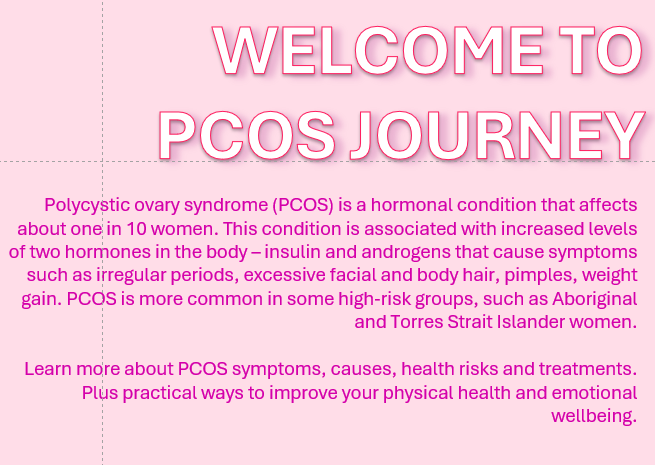 WELCOME TO
PCOS JOURNEY
Polycystic ovary syndrome (PCOS) is a hormonal condition that affects
about one in 10 women. This condition is associated with increased levels
of two hormones in the body – insulin and androgens that cause symptoms
such as irregular periods, excessive facial and body hair, pimples, weight
gain. PCOS is more common in some high-risk groups, such as Aboriginal
and Torres Strait Islander women.
Learn more about PCOS symptoms, causes, health risks and treatments.
Plus practical ways to improve your physical health and emotional
wellbeing.